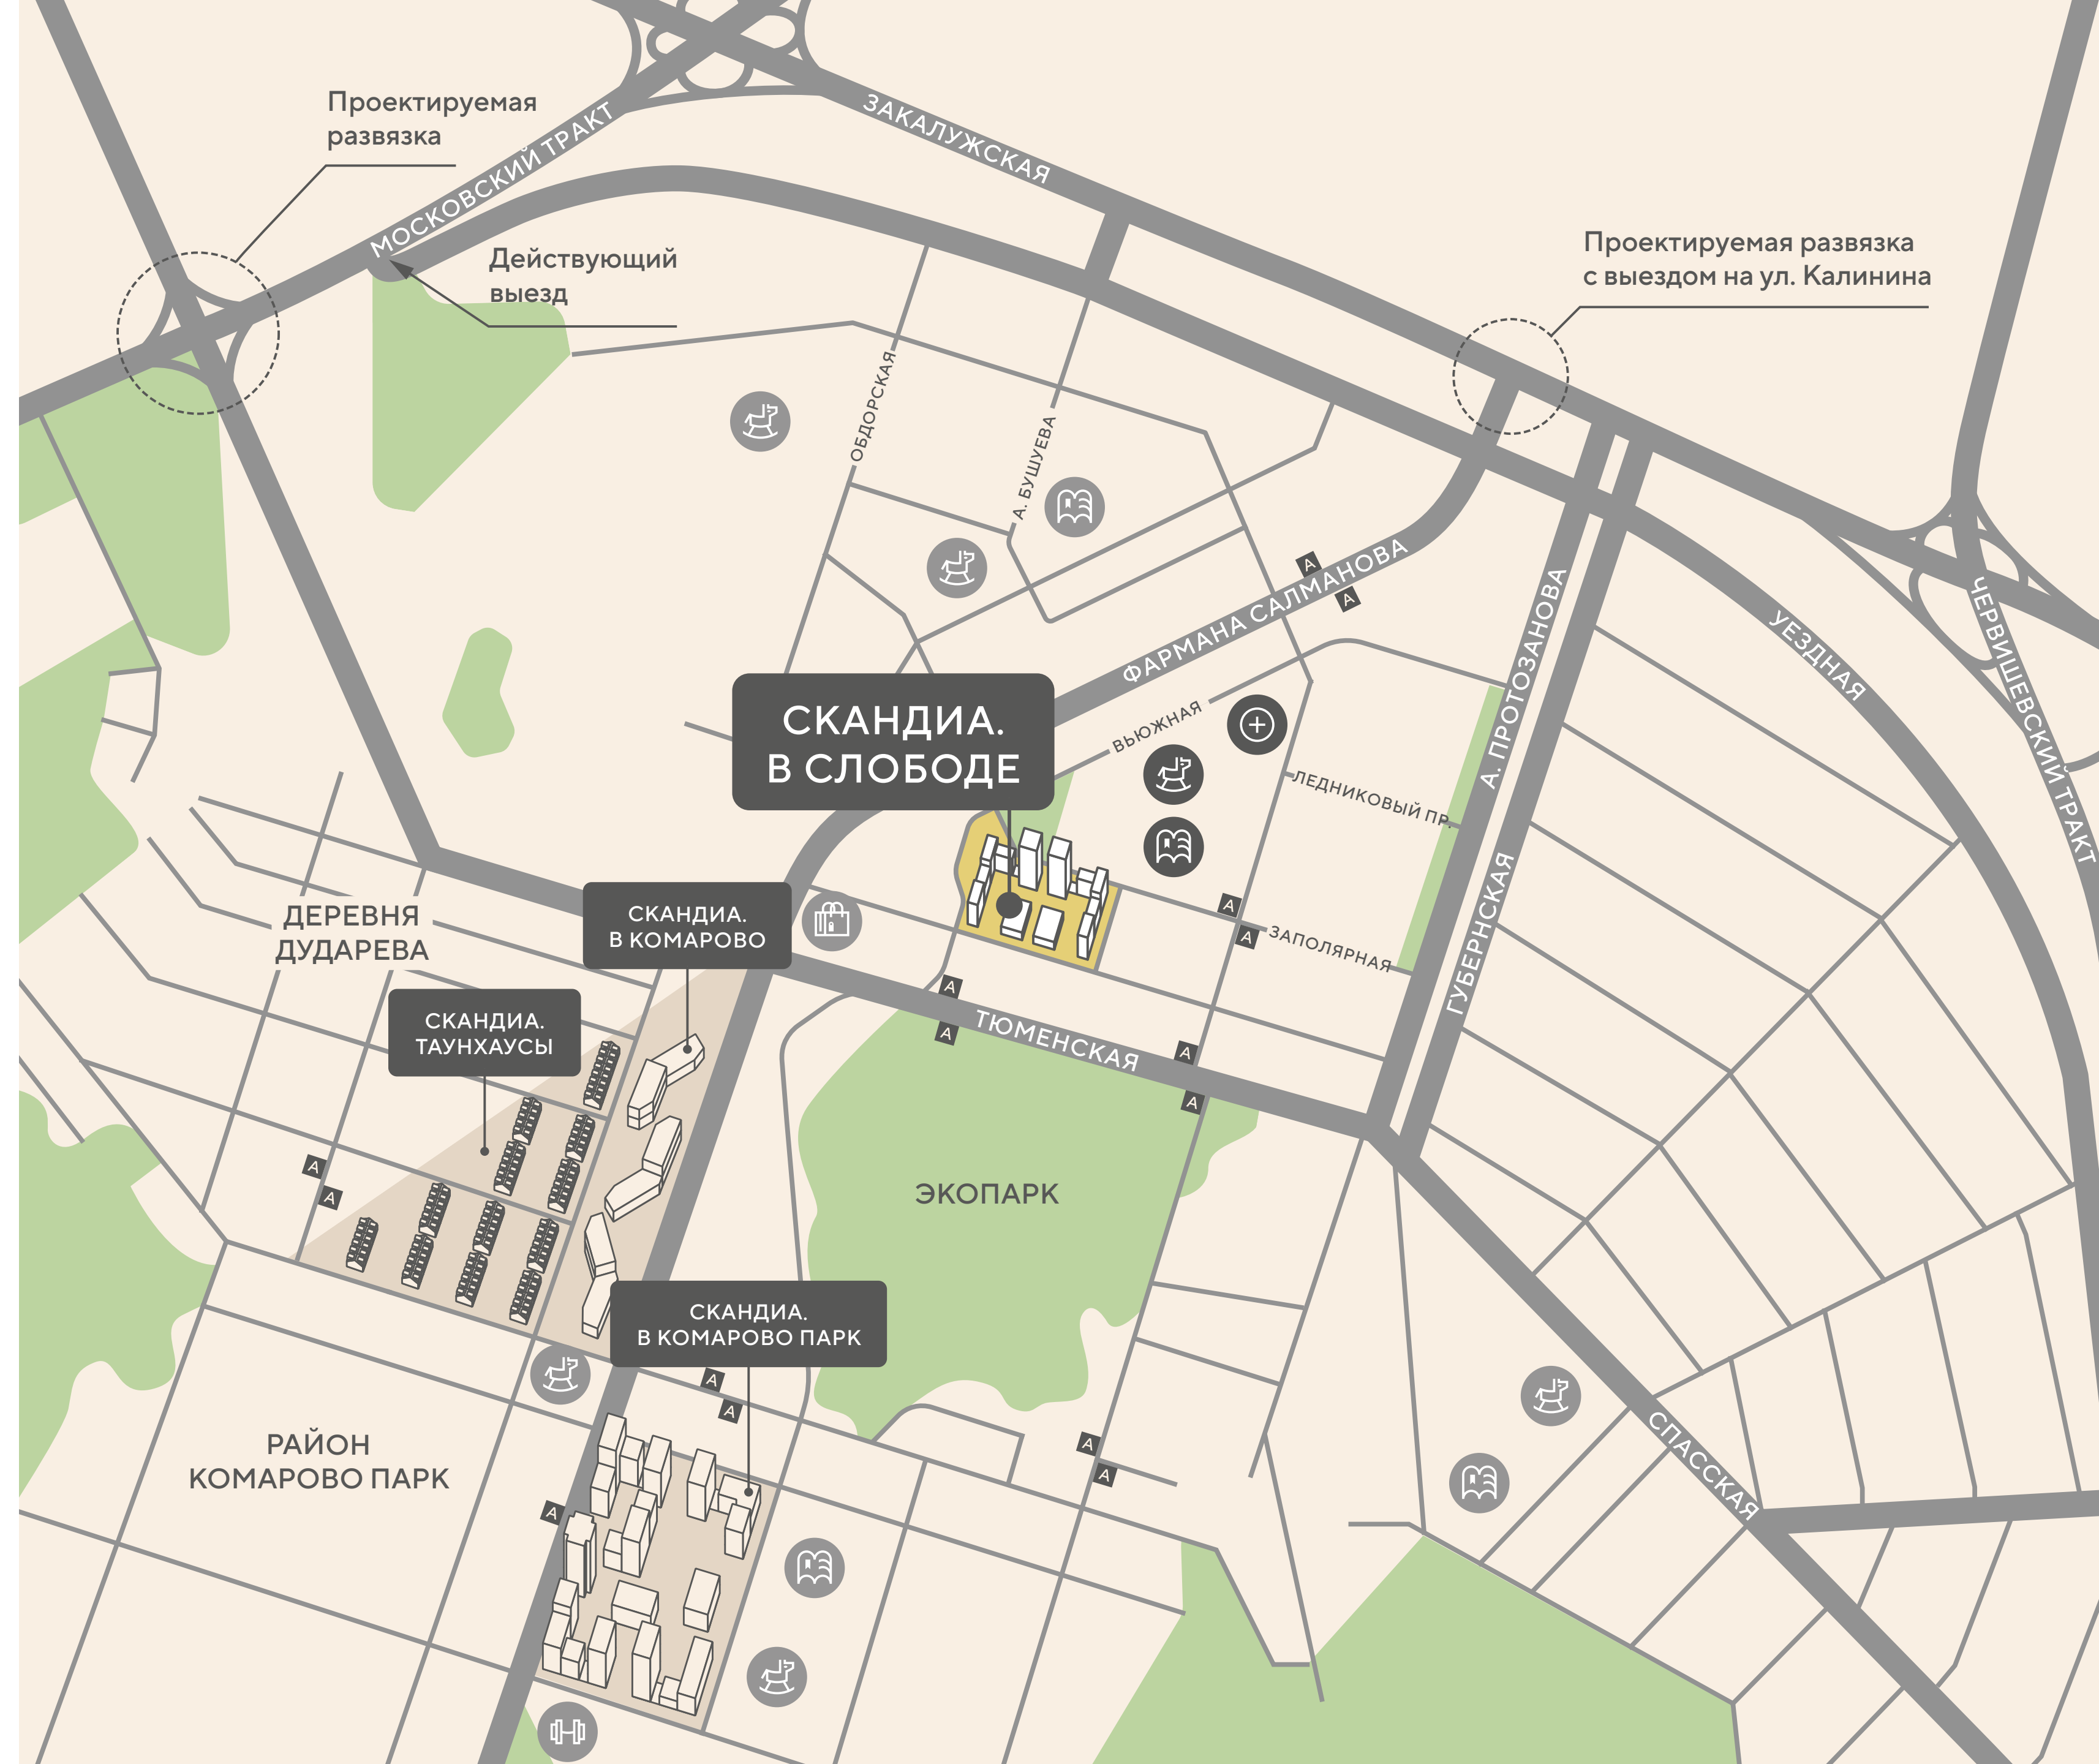 Проектируемая
развязка
МОСКОВСКИЙ ТРАКТ
ЗАКАЛУЖСКАЯ
Действующий
выезд
Проектируемая развязка
с выездом на ул. Калинина
ОБДОРСКАЯ
А. БУШУЕВА
ФАРМАНА САЛМАНОВА
А
А
А. ПРОТОЗАНОВА
УЕЗДНАЯ
ЧЕРВИШЕВСКИЙ ТРАКТ
СКАНДИА.
В СЛОБОДЕ
ВЬЮЖНАЯ
ЛЕДНИКОВЫЙ ПР.
ГУБЕРНСКАЯ
ДЕРЕВНЯ
ДУДАРЕВА
СКАНДИА.
В КОМАРОВО
А
А
ЗАПОЛЯРНАЯ
СКАНДИА.
ТАУНХАУСЫ
А
А
ТЮМЕНСКАЯ
А
А
А
А
ЭКОПАРК
СКАНДИА.
В КОМАРОВО ПАРК
А
А
РАЙОН
КОМАРОВО ПАРК
А
А
СПАССКАЯ
А